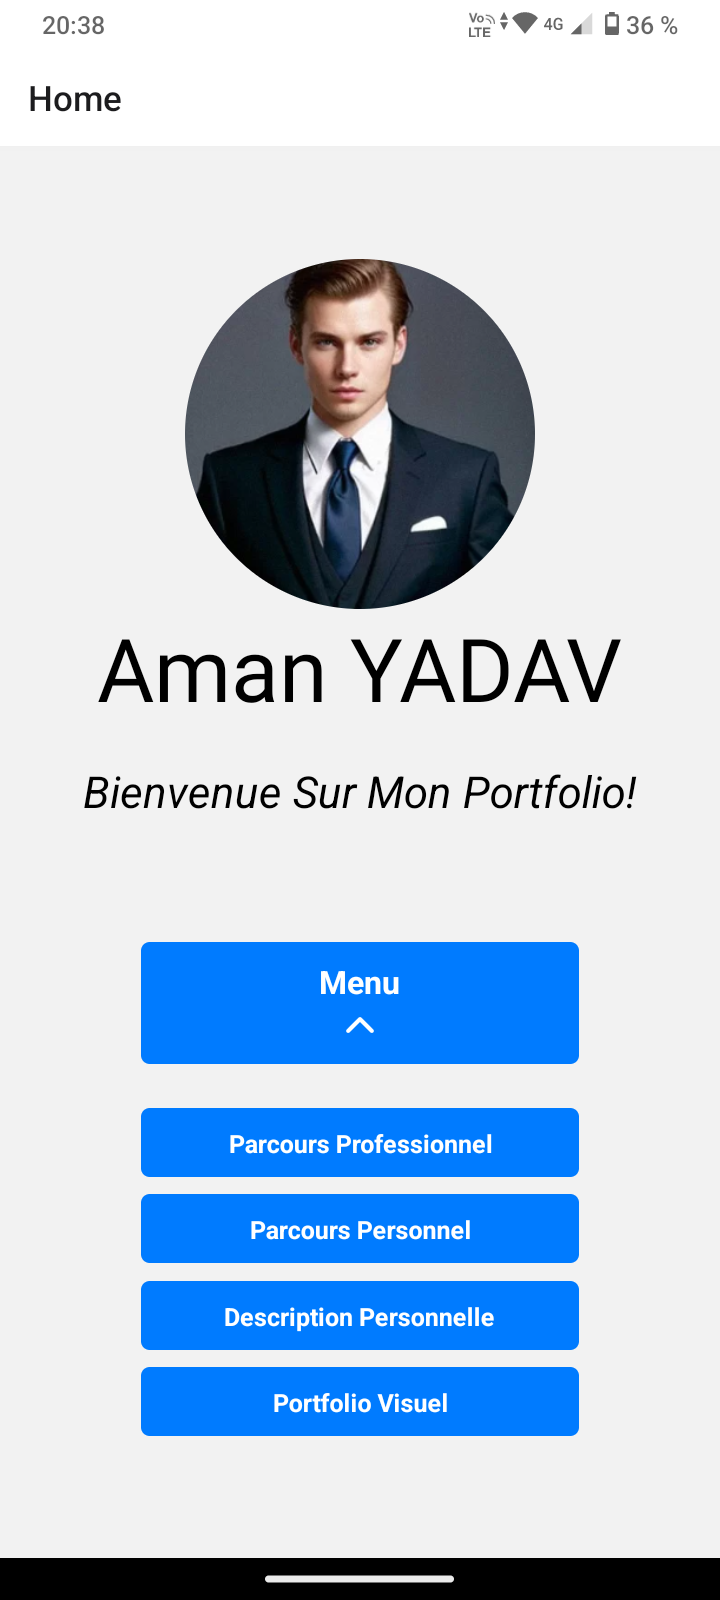 20:38 Vo LTE 4G 36 %
Home
Aman YADAV
Bienvenue Sur Mon Portfolio!
Menu
Parcours Professionnel
Parcours Personnel
Description Personnelle
Portfolio Visuel